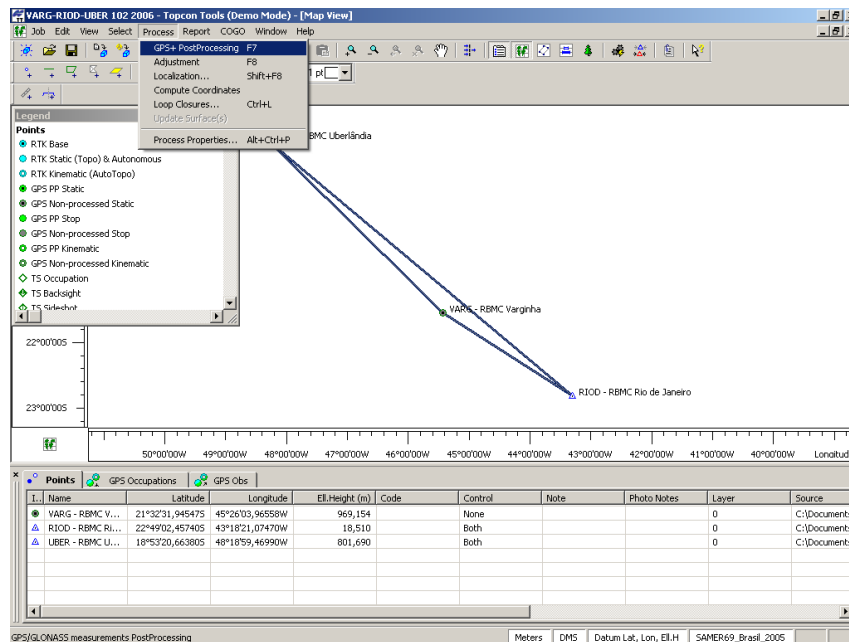 VARG-RIOD-UBER 102 2006 - Topcon Tools (Demo Mode) - [Map View]
Job Edit View Select Process Report COGO Window Help
GPS+ PostProcessing F7
Adjustment F8
Localization... Shift+F8
Compute Coordinates
Loop Closures... Ctrl+L
Update Surface(s)
Process Properties... Alt+Ctrl+P
1 pt
Legend
Points
RTK Base
RTK Static (Topo) & Autonomous
RTK Kinematic (AutoTopo)
GPS PP Static
GPS Non-processed Static
GPS PP Stop
GPS Non-processed Stop
GPS PP Kinematic
GPS Non-processed Kinematic
TS Occupation
TS Backsight
TS Sideshot
BMC Uberlândia
VARG - RBMC Varginha
RIOD - RBMC Rio de Janeiro
22°00'00S
23°00'00S
50°00'00W 49°00'00W 48°00'00W 47°00'00W 46°00'00W 45°00'00W 44°00'00W 43°00'00W 42°00'00W 41°00'00W 40°00'00W Longitud
Points GPS Occupations GPS Obs
I.. Name Latitude Longitude Ell.Height (m) Code Control Note Photo Notes Layer Source
VARG - RBMC V... 21°32'31,94547S 45°26'03,96558W 969,154 None 0 C:\Document
RIOD - RBMC Ri... 22°49'02,45740S 43°18'21,07470W 18,510 Both 0 C:\Document
UBER - RBMC U... 18°53'20,66380S 48°18'59,46990W 801,690 Both 0 C:\Document
GPS/GLONASS measurements PostProcessing Meters DMS Datum Lat, Lon, Ell.H SAMER69_Brasil_2005